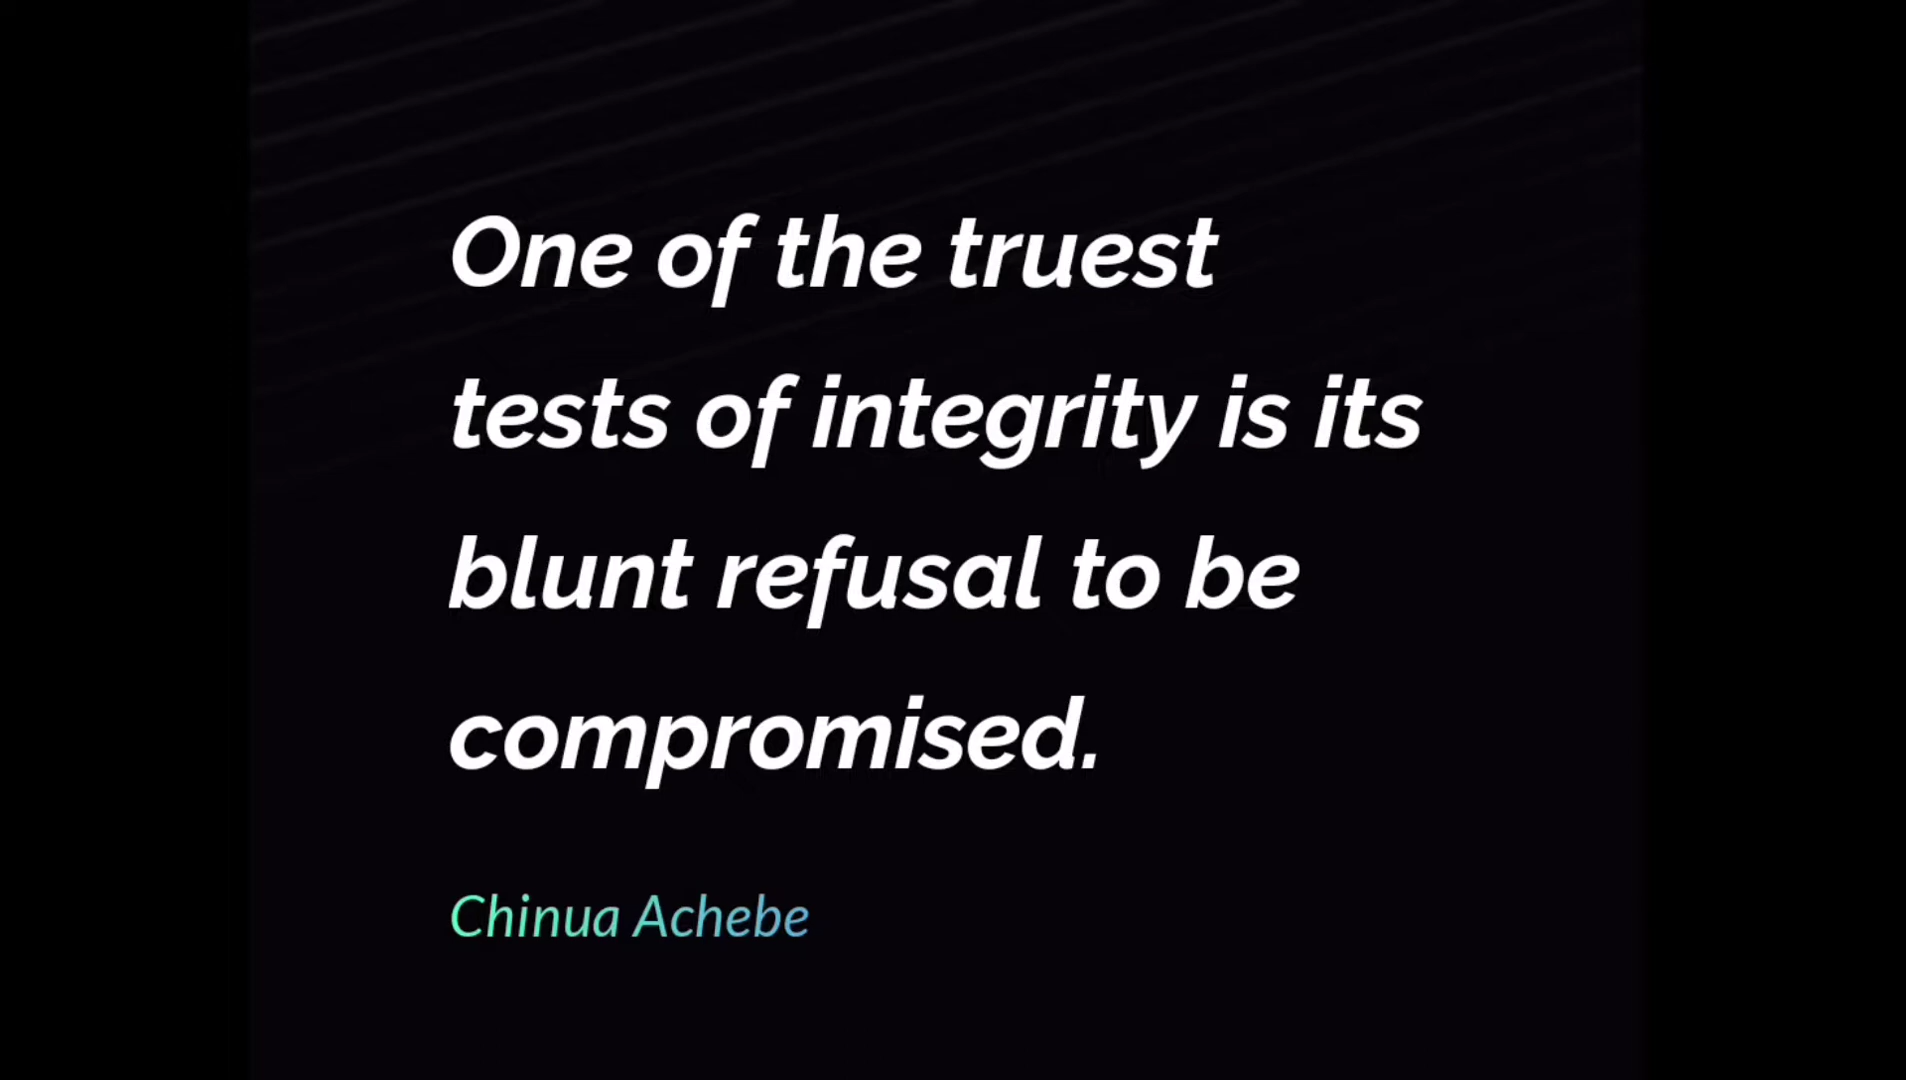 One of the truest
tests of integrity is its
blunt refusal to be
compromised.
Chinua Achebe